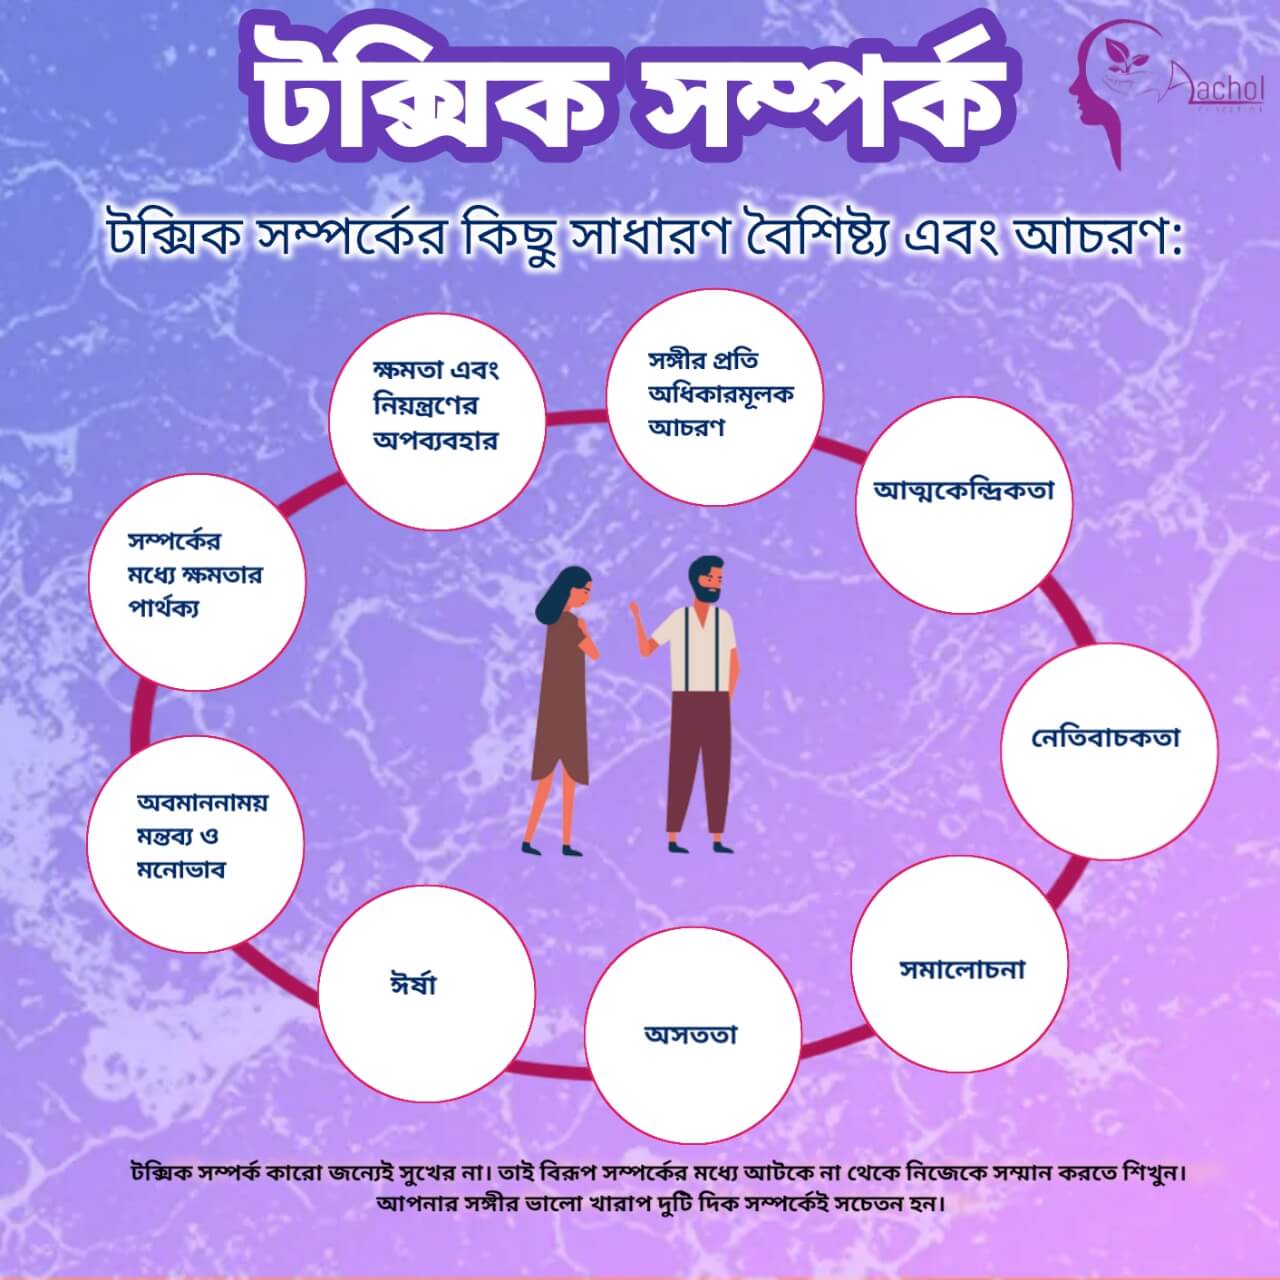 টক্সিক সম্পর্ক
Aachol
টক্সিক সম্পর্কের কিছু সাধারণ বৈশিষ্ট্য এবং আচরণ:
ক্ষমতা এবং
নিয়ন্ত্রণের
অপব্যবহার
সঙ্গীর প্রতি
অধিকারমূলক
আচরণ
আত্মকেন্দ্রিকতা
নেতিবাচকতা
সমালোচনা
অসততা
ঈর্ষা
অবমাননাময়
মন্তব্য ও
মনোভাব
সম্পর্কের
মধ্যে ক্ষমতার
পার্থক্য
টক্সিক সম্পর্ক কারো জন্যেই সুখের না। তাই বিরূপ সম্পর্কের মধ্যে আটকে না থেকে নিজেকে সম্মান করতে শিখুন।
আপনার সঙ্গীর ভালো খারাপ দুটি দিক সম্পর্কেই সচেতন হন।